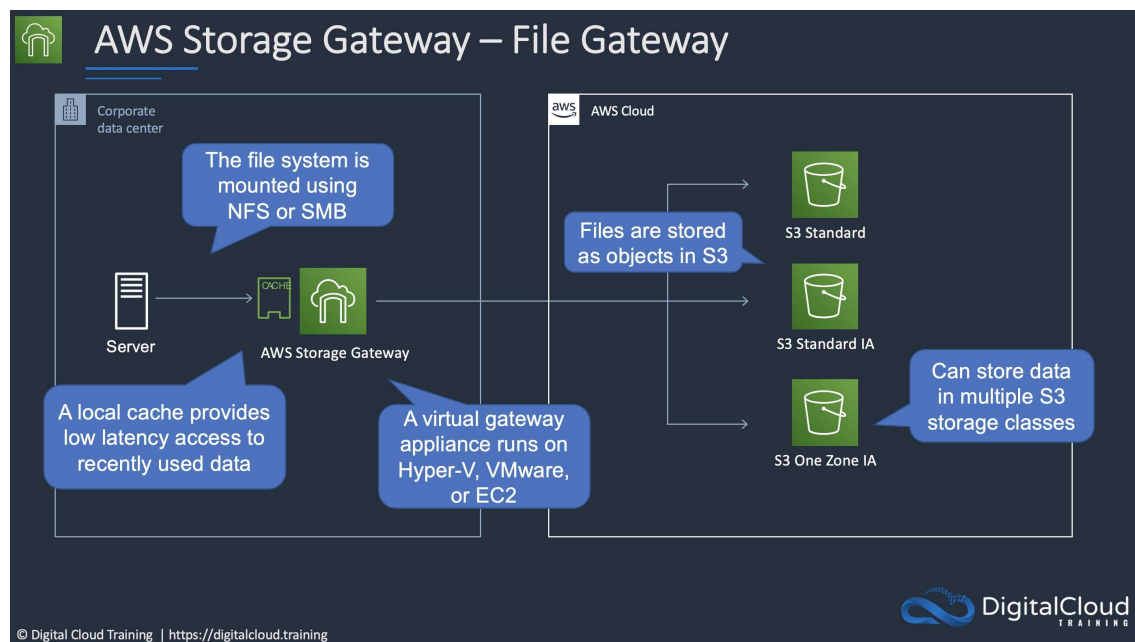 AWS Storage Gateway – File Gateway
Corporate
data center
aws
AWS Cloud
The file system is
mounted using
NFS or SMB
Files are stored
as objects in S3
S3 Standard
CACHE
Server
AWS Storage Gateway
S3 Standard IA
A local cache provides
low latency access to
recently used data
A virtual gateway
appliance runs on
Hyper-V, VMware,
or EC2
Can store data
in multiple S3
storage classes
S3 One Zone IA
DigitalCloud
TRAINING
© Digital Cloud Training | https://digitalcloud.training